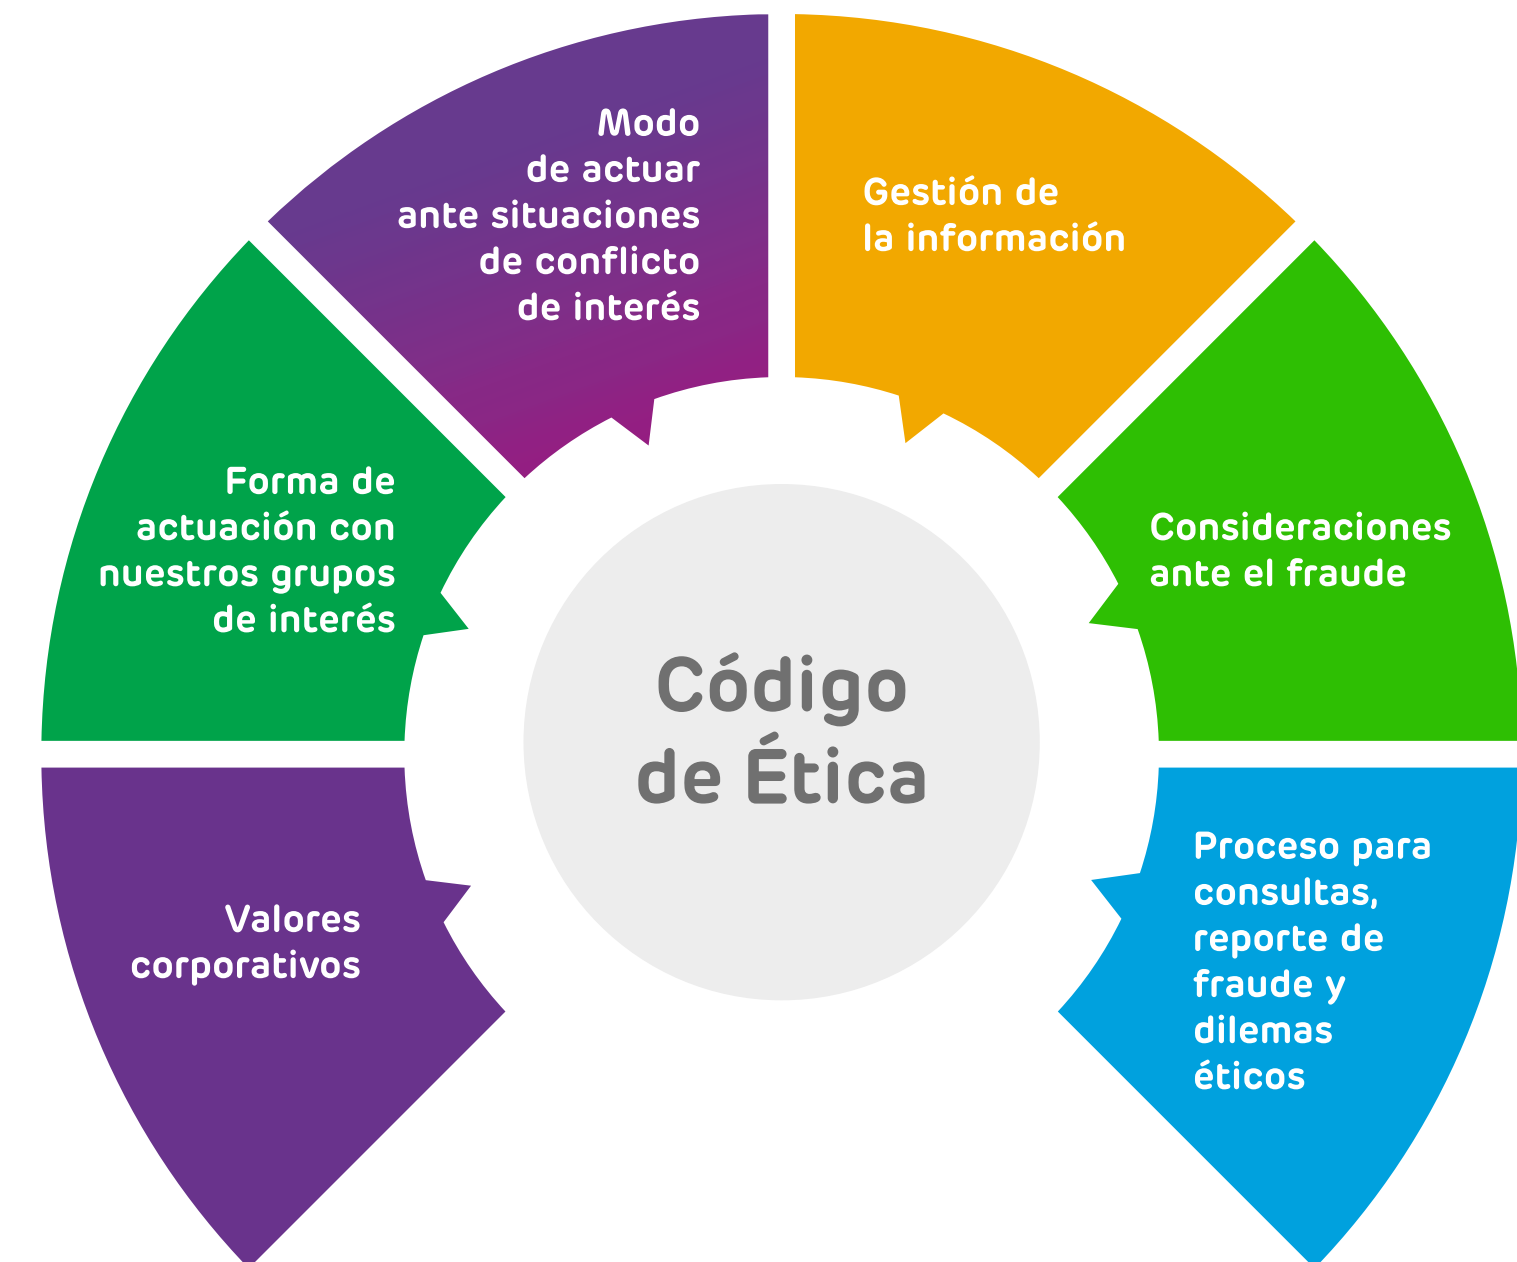 Modo
de actuar
ante situaciones
de conflicto
de interés
Gestión de
la información
Forma de
actuación con
nuestros grupos
de interés
Consideraciones
ante el fraude
Código
de Ética
Valores
corporativos
Proceso para
consultas,
reporte de
fraude y
dilemas
éticos